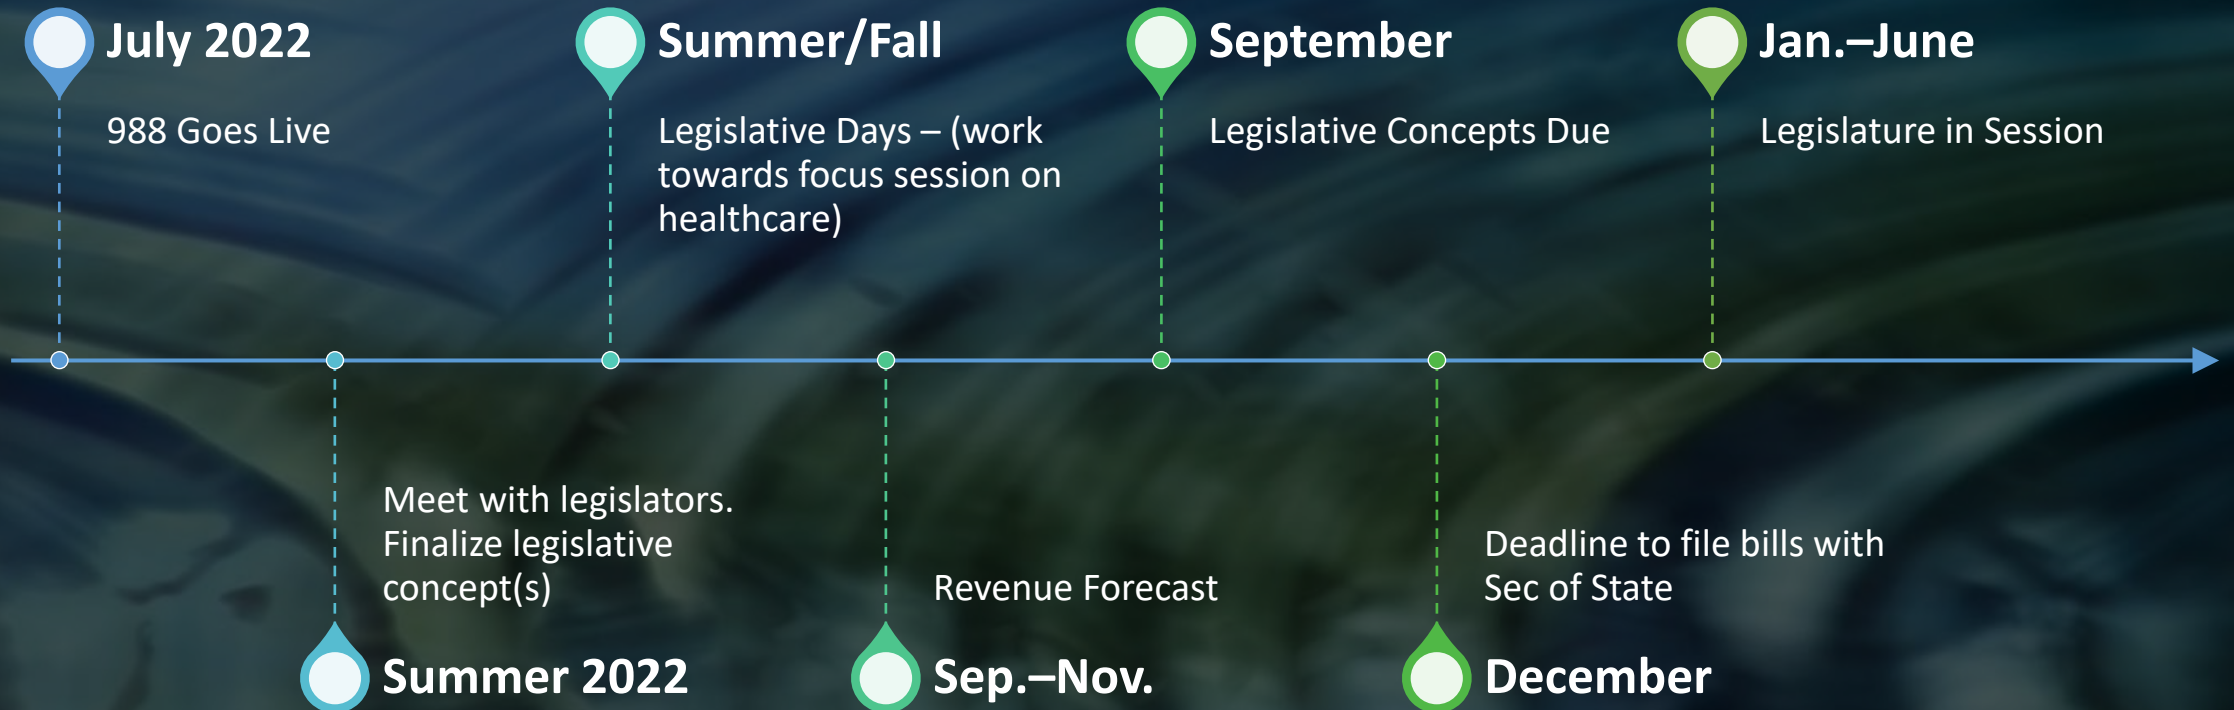 July 2022
988 Goes Live
Summer/Fall
Legislative Days – (work
towards focus session on
healthcare)
September
Legislative Concepts Due
Jan.–June
Legislature in Session
Meet with legislators.
Finalize legislative
concept(s)
Summer 2022
Revenue Forecast
Sep.–Nov.
Deadline to file bills with
Sec of State
December